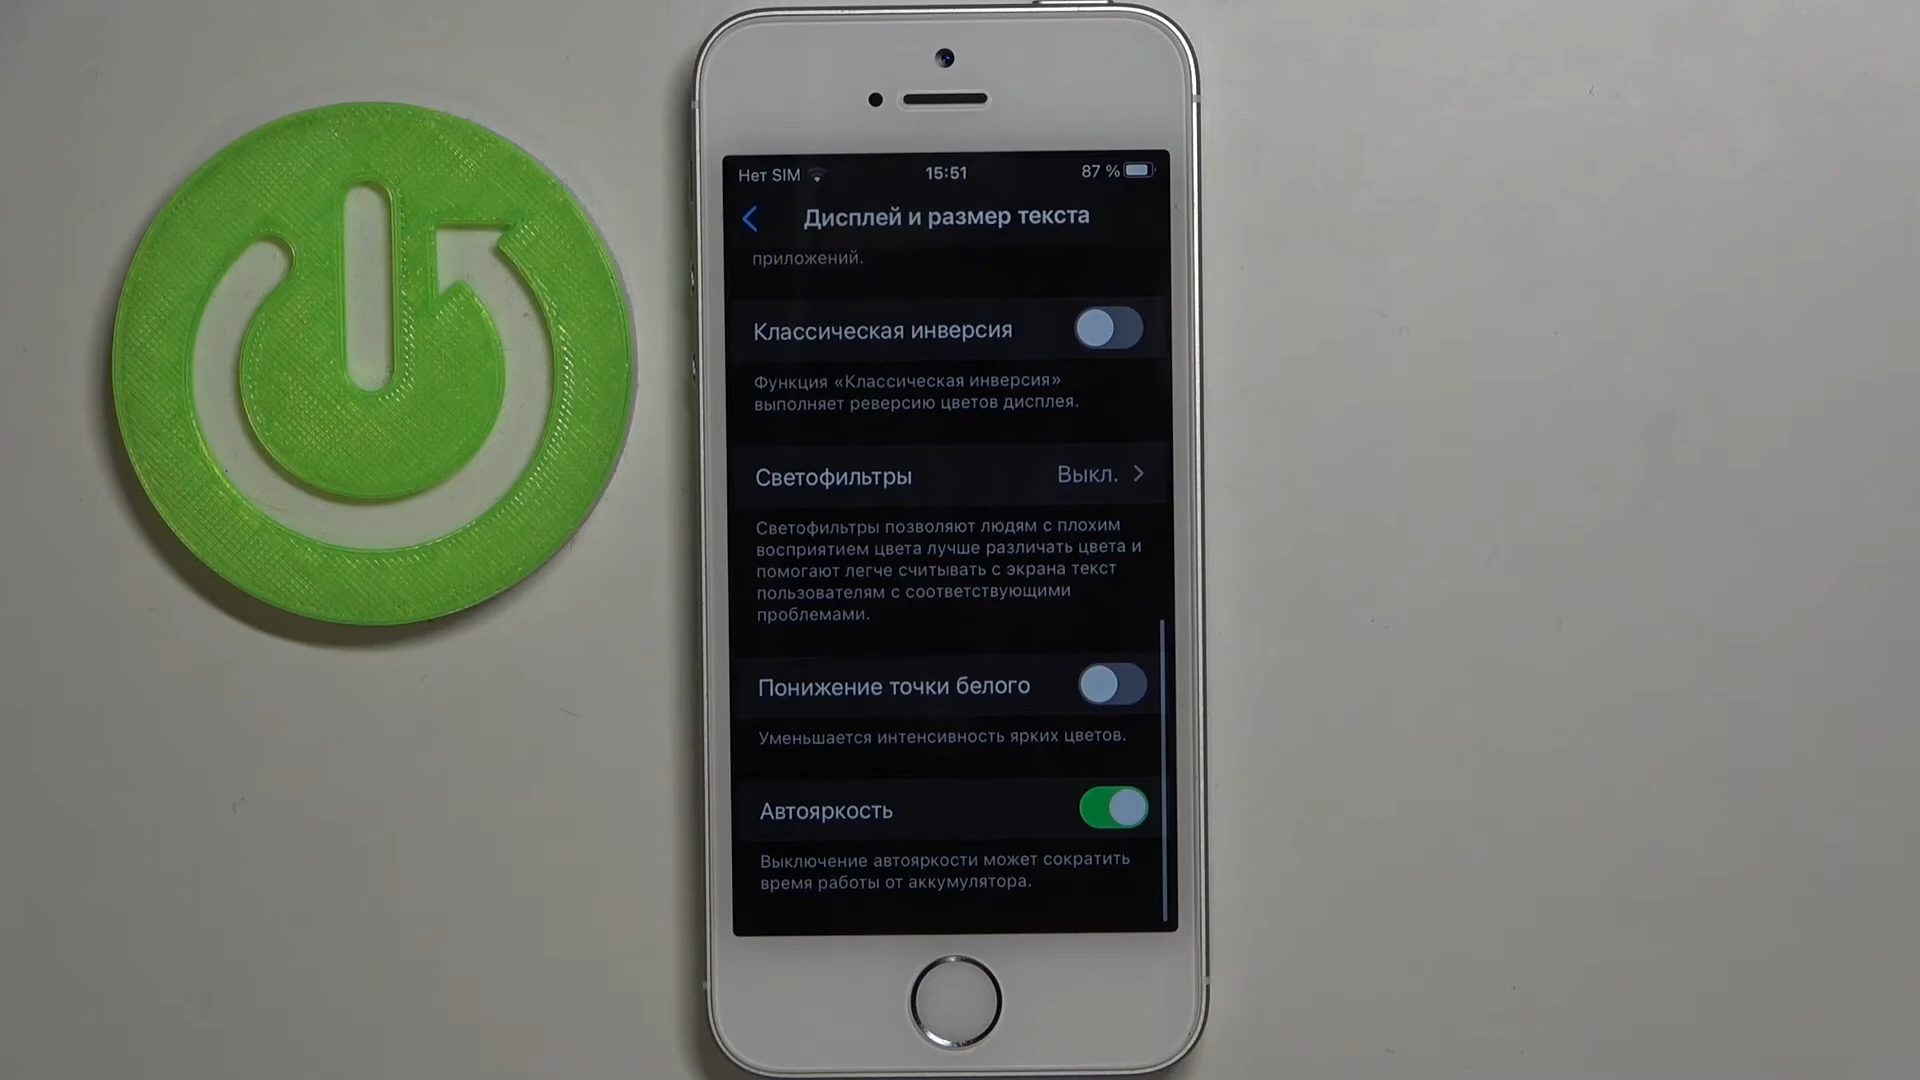 Нет SIM 15:51 87 %
Дисплей и размер текста
приложений.
Классическая инверсия
Функция «Классическая инверсия»
выполняет реверсию цветов дисплея.
Светофильтры Выкл.
Светофильтры позволяют людям с плохим
восприятием цвета лучше различать цвета и
помогают легче считывать с экрана текст
пользователям с соответствующими
проблемами.
Понижение точки белого
Уменьшается интенсивность ярких цветов.
Автояркость
Выключение автояркости может сократить
время работы от аккумулятора.